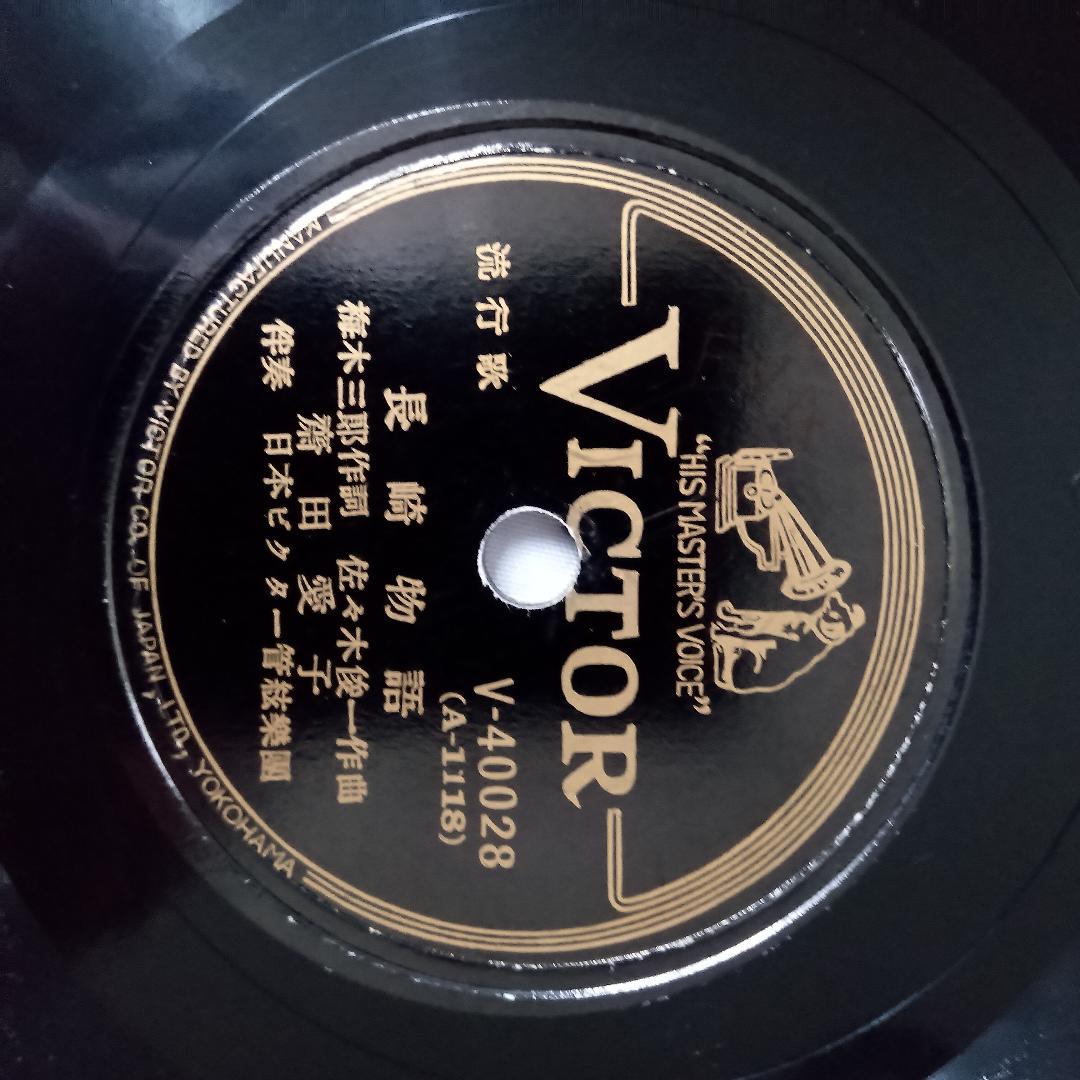 "HIS MASTER'S VOICE"
VICTOR
流行歌
V-40028
(A-1118)
長崎物語
梅木三郎作詞 佐々木俊一作曲
齋田愛子
伴奏 日本ビクター管絃樂團
MANUFACTURED BY VICTOR CO. OF JAPAN, LTD., YOKOHAMA